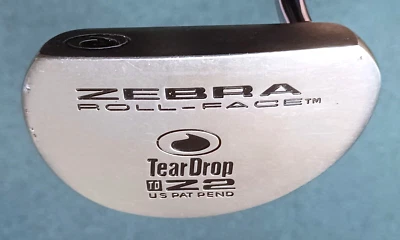 ZEBRA
ROLL-FACE™
TearDrop
TD Z2
US PAT PEND